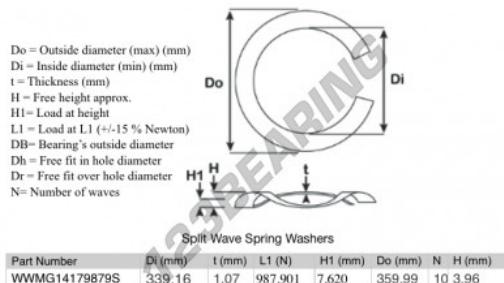 Do = Outside diameter (max) (mm)
Di = Inside diameter (min) (mm)
t = Thickness (mm)
H = Free height approx.
H1= Load at height
L1 = Load at L1 (+/-15 % Newton)
DB= Bearing's outside diameter
Dh = Free fit in hole diameter
Dr = Free fit over hole diameter
N= Number of waves
Do
Di
H1 H
t
123BEARING
Split Wave Spring Washers
Part Number Di (mm) t (mm) L1 (N) H1 (mm) Do (mm) N H (mm)
WWMG14179879S 339.16 1.07 987.901 7.620 359.99 10 3.96